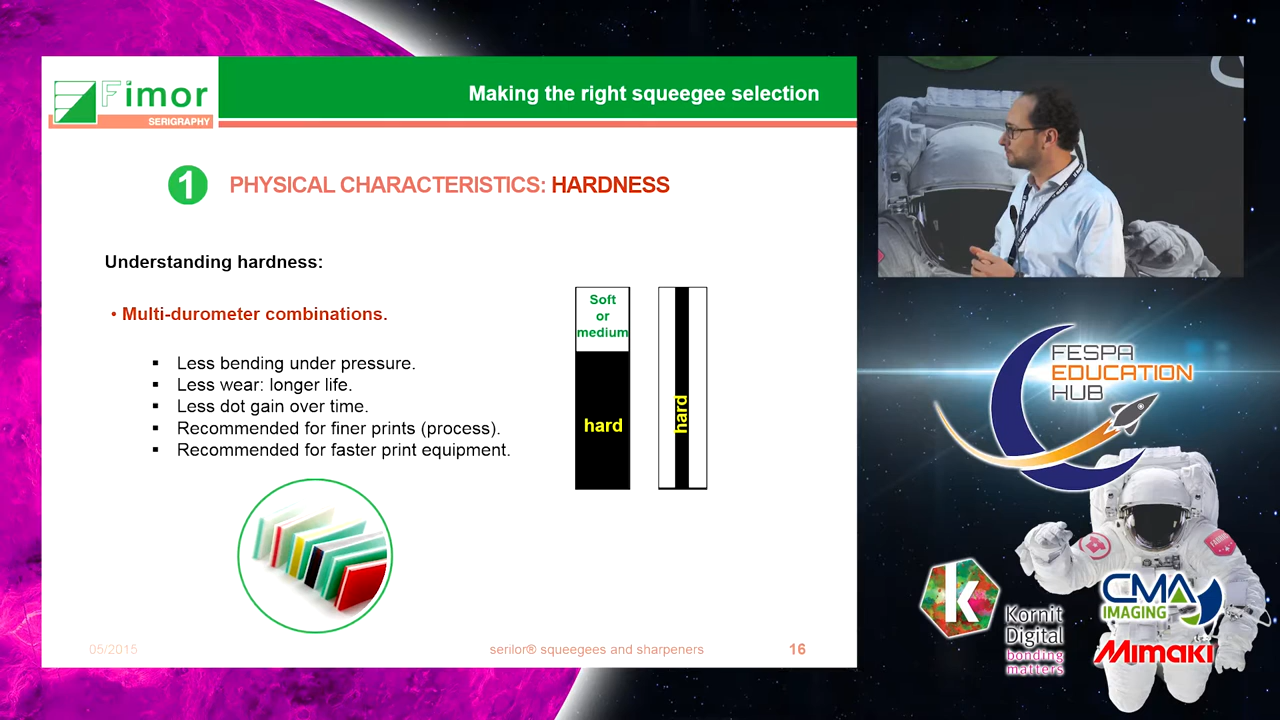 Fimor
SERIGRAPHY
Making the right squeegee selection
1 PHYSICAL CHARACTERISTICS: HARDNESS
Understanding hardness:
• Multi-durometer combinations.
▪ Less bending under pressure.
▪ Less wear: longer life.
▪ Less dot gain over time.
▪ Recommended for finer prints (process).
▪ Recommended for faster print equipment.
Soft
or
medium
hard
hard
05/2015
serilor® squeegees and sharpeners
16
FESPA
EDUCATION
HUB
k
Kornit
Digital
bonding
matters
CMA
IMAGING
Mimaki